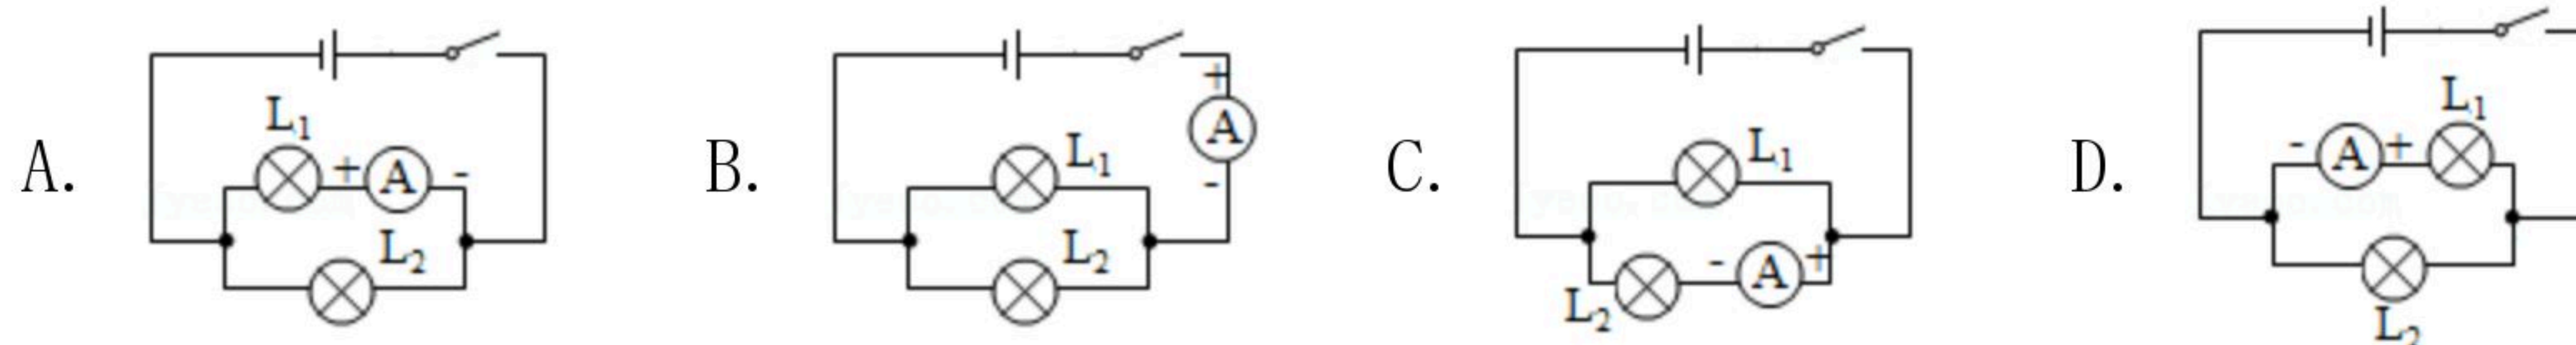 A. L₁ + A - L₂
B. + A - L₁ L₂
C. L₁ L₂ - A +
D. - A + L₁ L₂